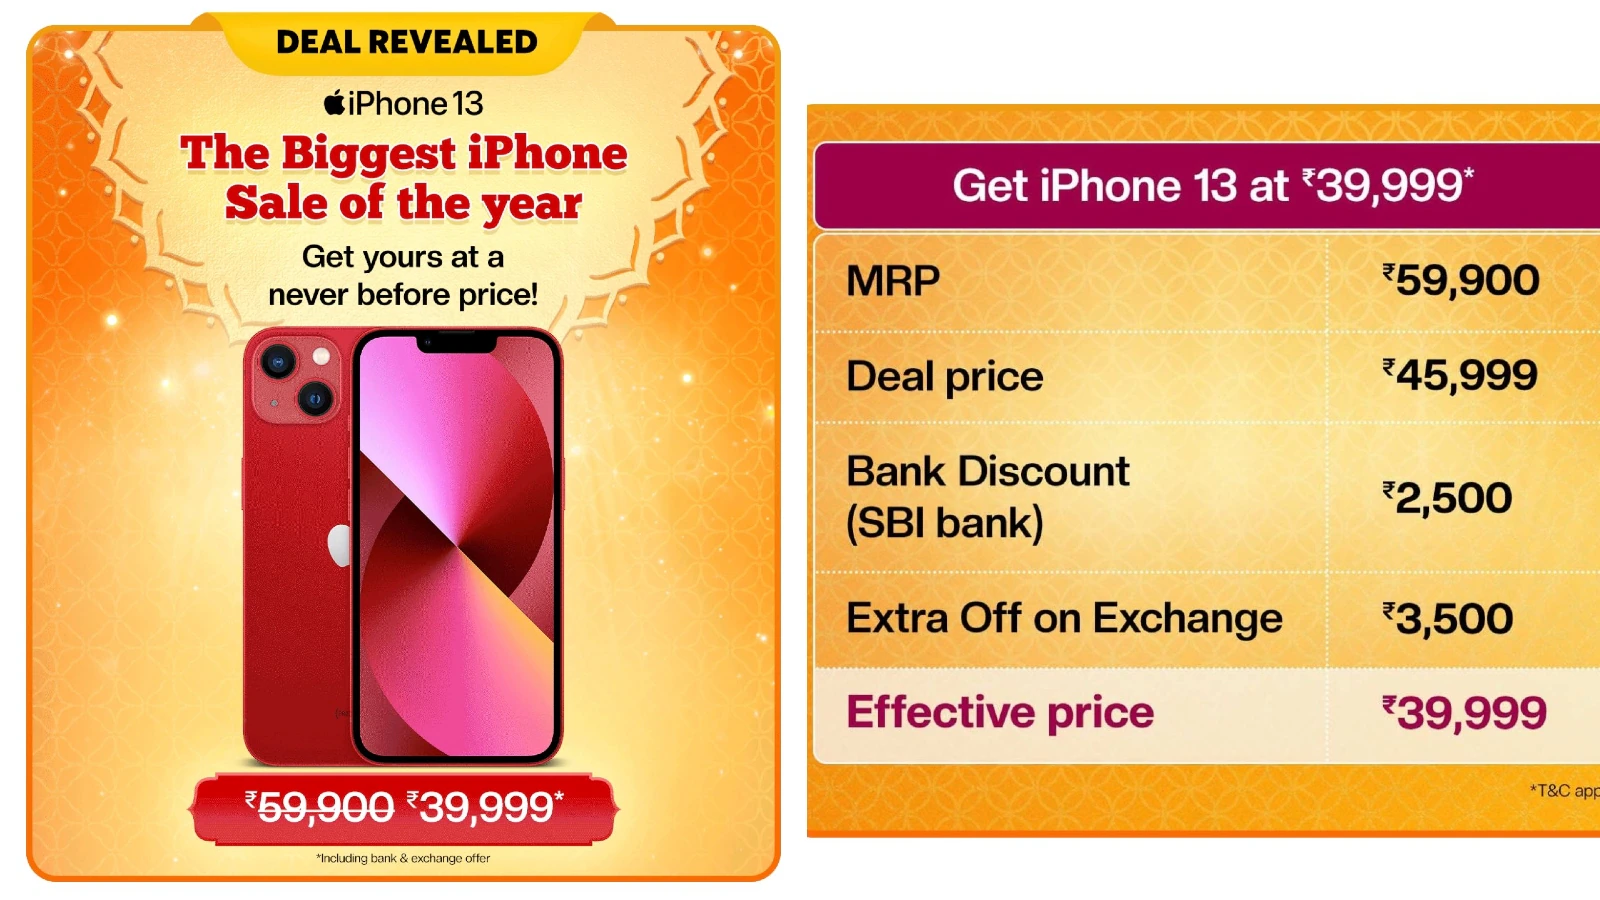 DEAL REVEALED
iPhone 13
The Biggest iPhone
Sale of the year
Get yours at a
never before price!
₹59,900 ₹39,999*
*Including bank & exchange offer
Get iPhone 13 at ₹39,999*
MRP ₹59,900
Deal price ₹45,999
Bank Discount
(SBI bank) ₹2,500
Extra Off on Exchange ₹3,500
Effective price ₹39,999
*T&C app